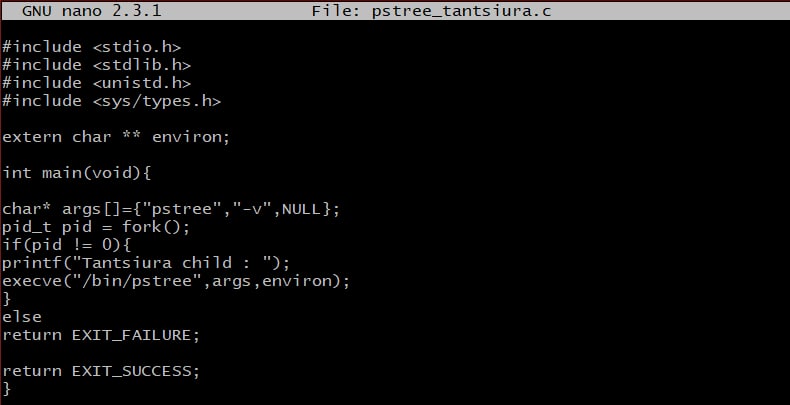 GNU nano 2.3.1 File: pstree_tantsiura.c
#include <stdio.h>
#include <stdlib.h>
#include <unistd.h>
#include <sys/types.h>
extern char ** environ;
int main(void){
char* args[]={"pstree","-v",NULL};
pid_t pid = fork();
if(pid != 0){
printf("Tantsiura child : ");
execve("/bin/pstree",args,environ);
}
else
return EXIT_FAILURE;
return EXIT_SUCCESS;
}